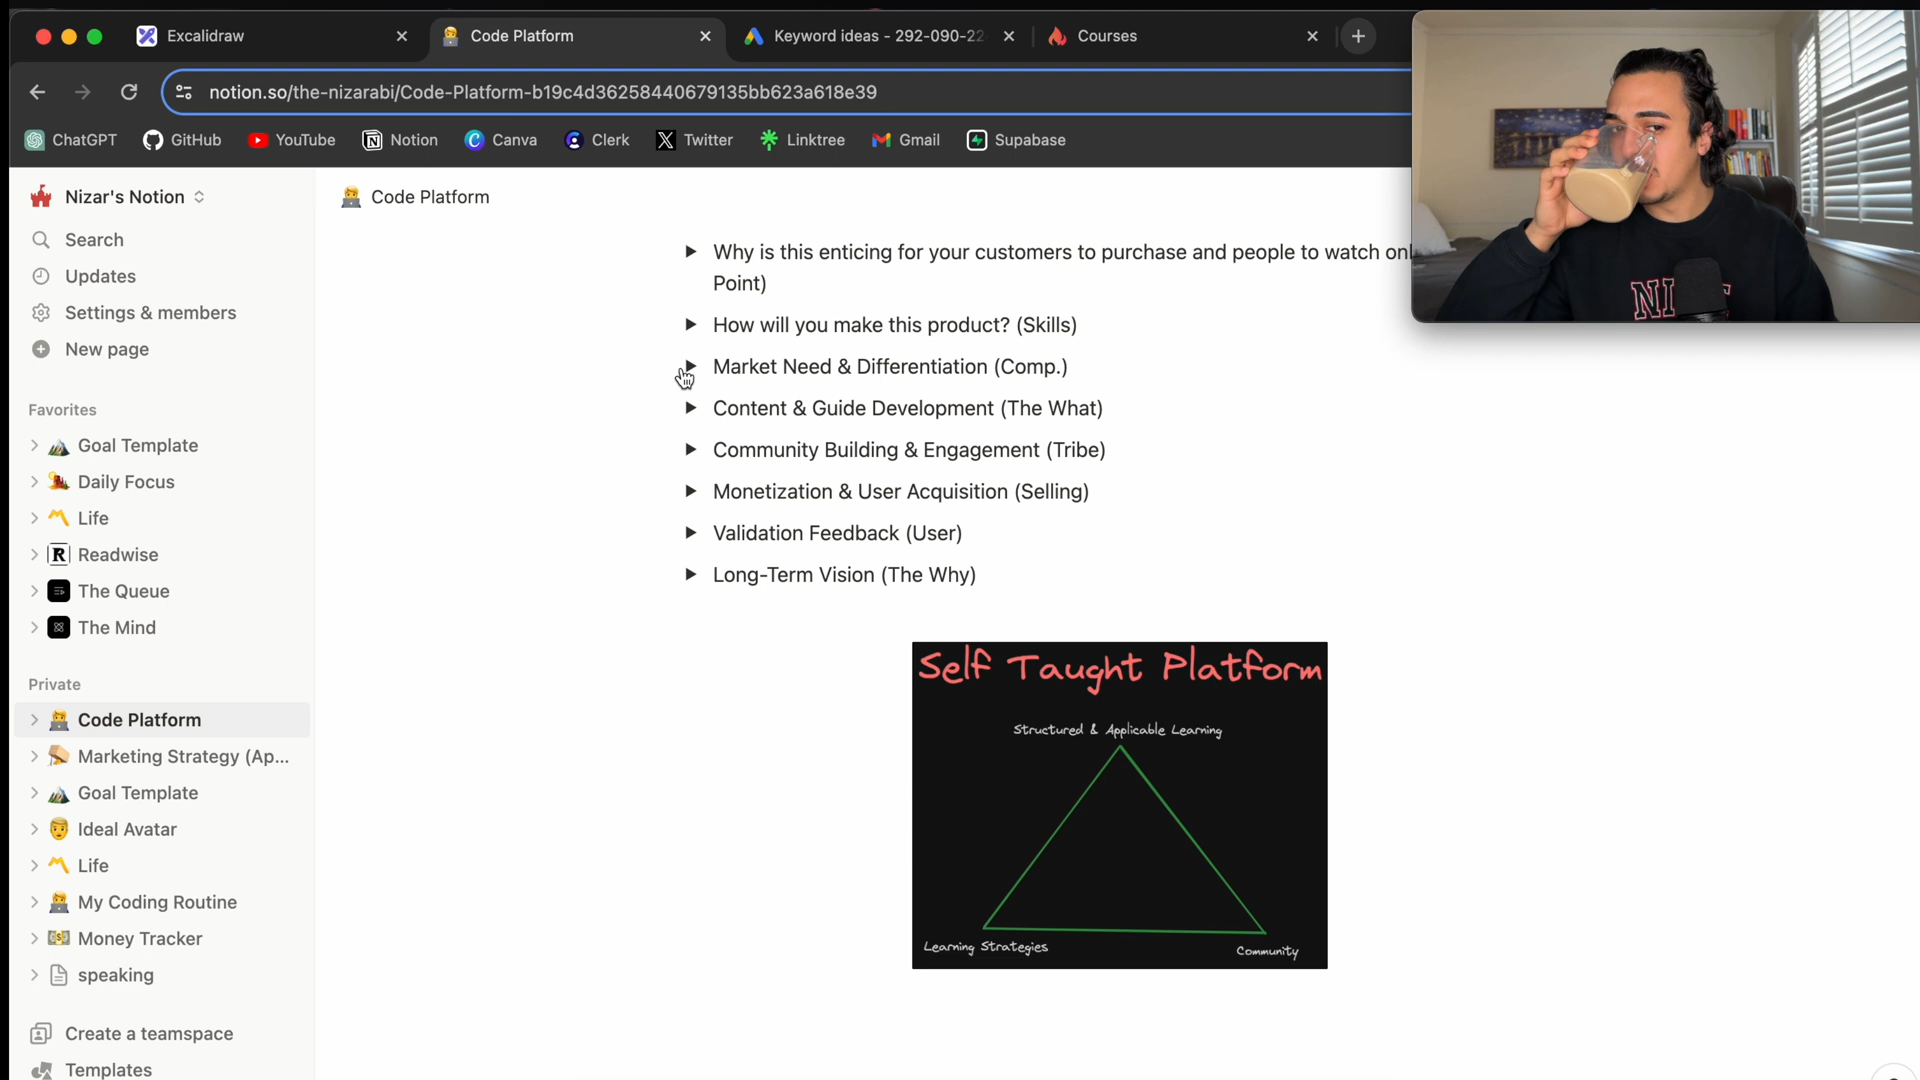 Excalidraw
Code Platform
Keyword ideas - 292-090-22
Courses
notion.so/the-nizarabi/Code-Platform-b19c4d36258440679135bb623a618e39
ChatGPT
GitHub
YouTube
Notion
Canva
Clerk
Twitter
Linktree
Gmail
Supabase
Nizar's Notion
Search
Updates
Settings & members
New page
Favorites
Goal Template
Daily Focus
Life
Readwise
The Queue
The Mind
Private
Code Platform
Marketing Strategy (Ap...
Goal Template
Ideal Avatar
Life
My Coding Routine
Money Tracker
speaking
Create a teamspace
Templates
Code Platform
Why is this enticing for your customers to purchase and people to watch onl
Point)
How will you make this product? (Skills)
Market Need & Differentiation (Comp.)
Content & Guide Development (The What)
Community Building & Engagement (Tribe)
Monetization & User Acquisition (Selling)
Validation Feedback (User)
Long-Term Vision (The Why)
Self Taught Platform
Structured & Applicable Learning
Learning Strategies
Community